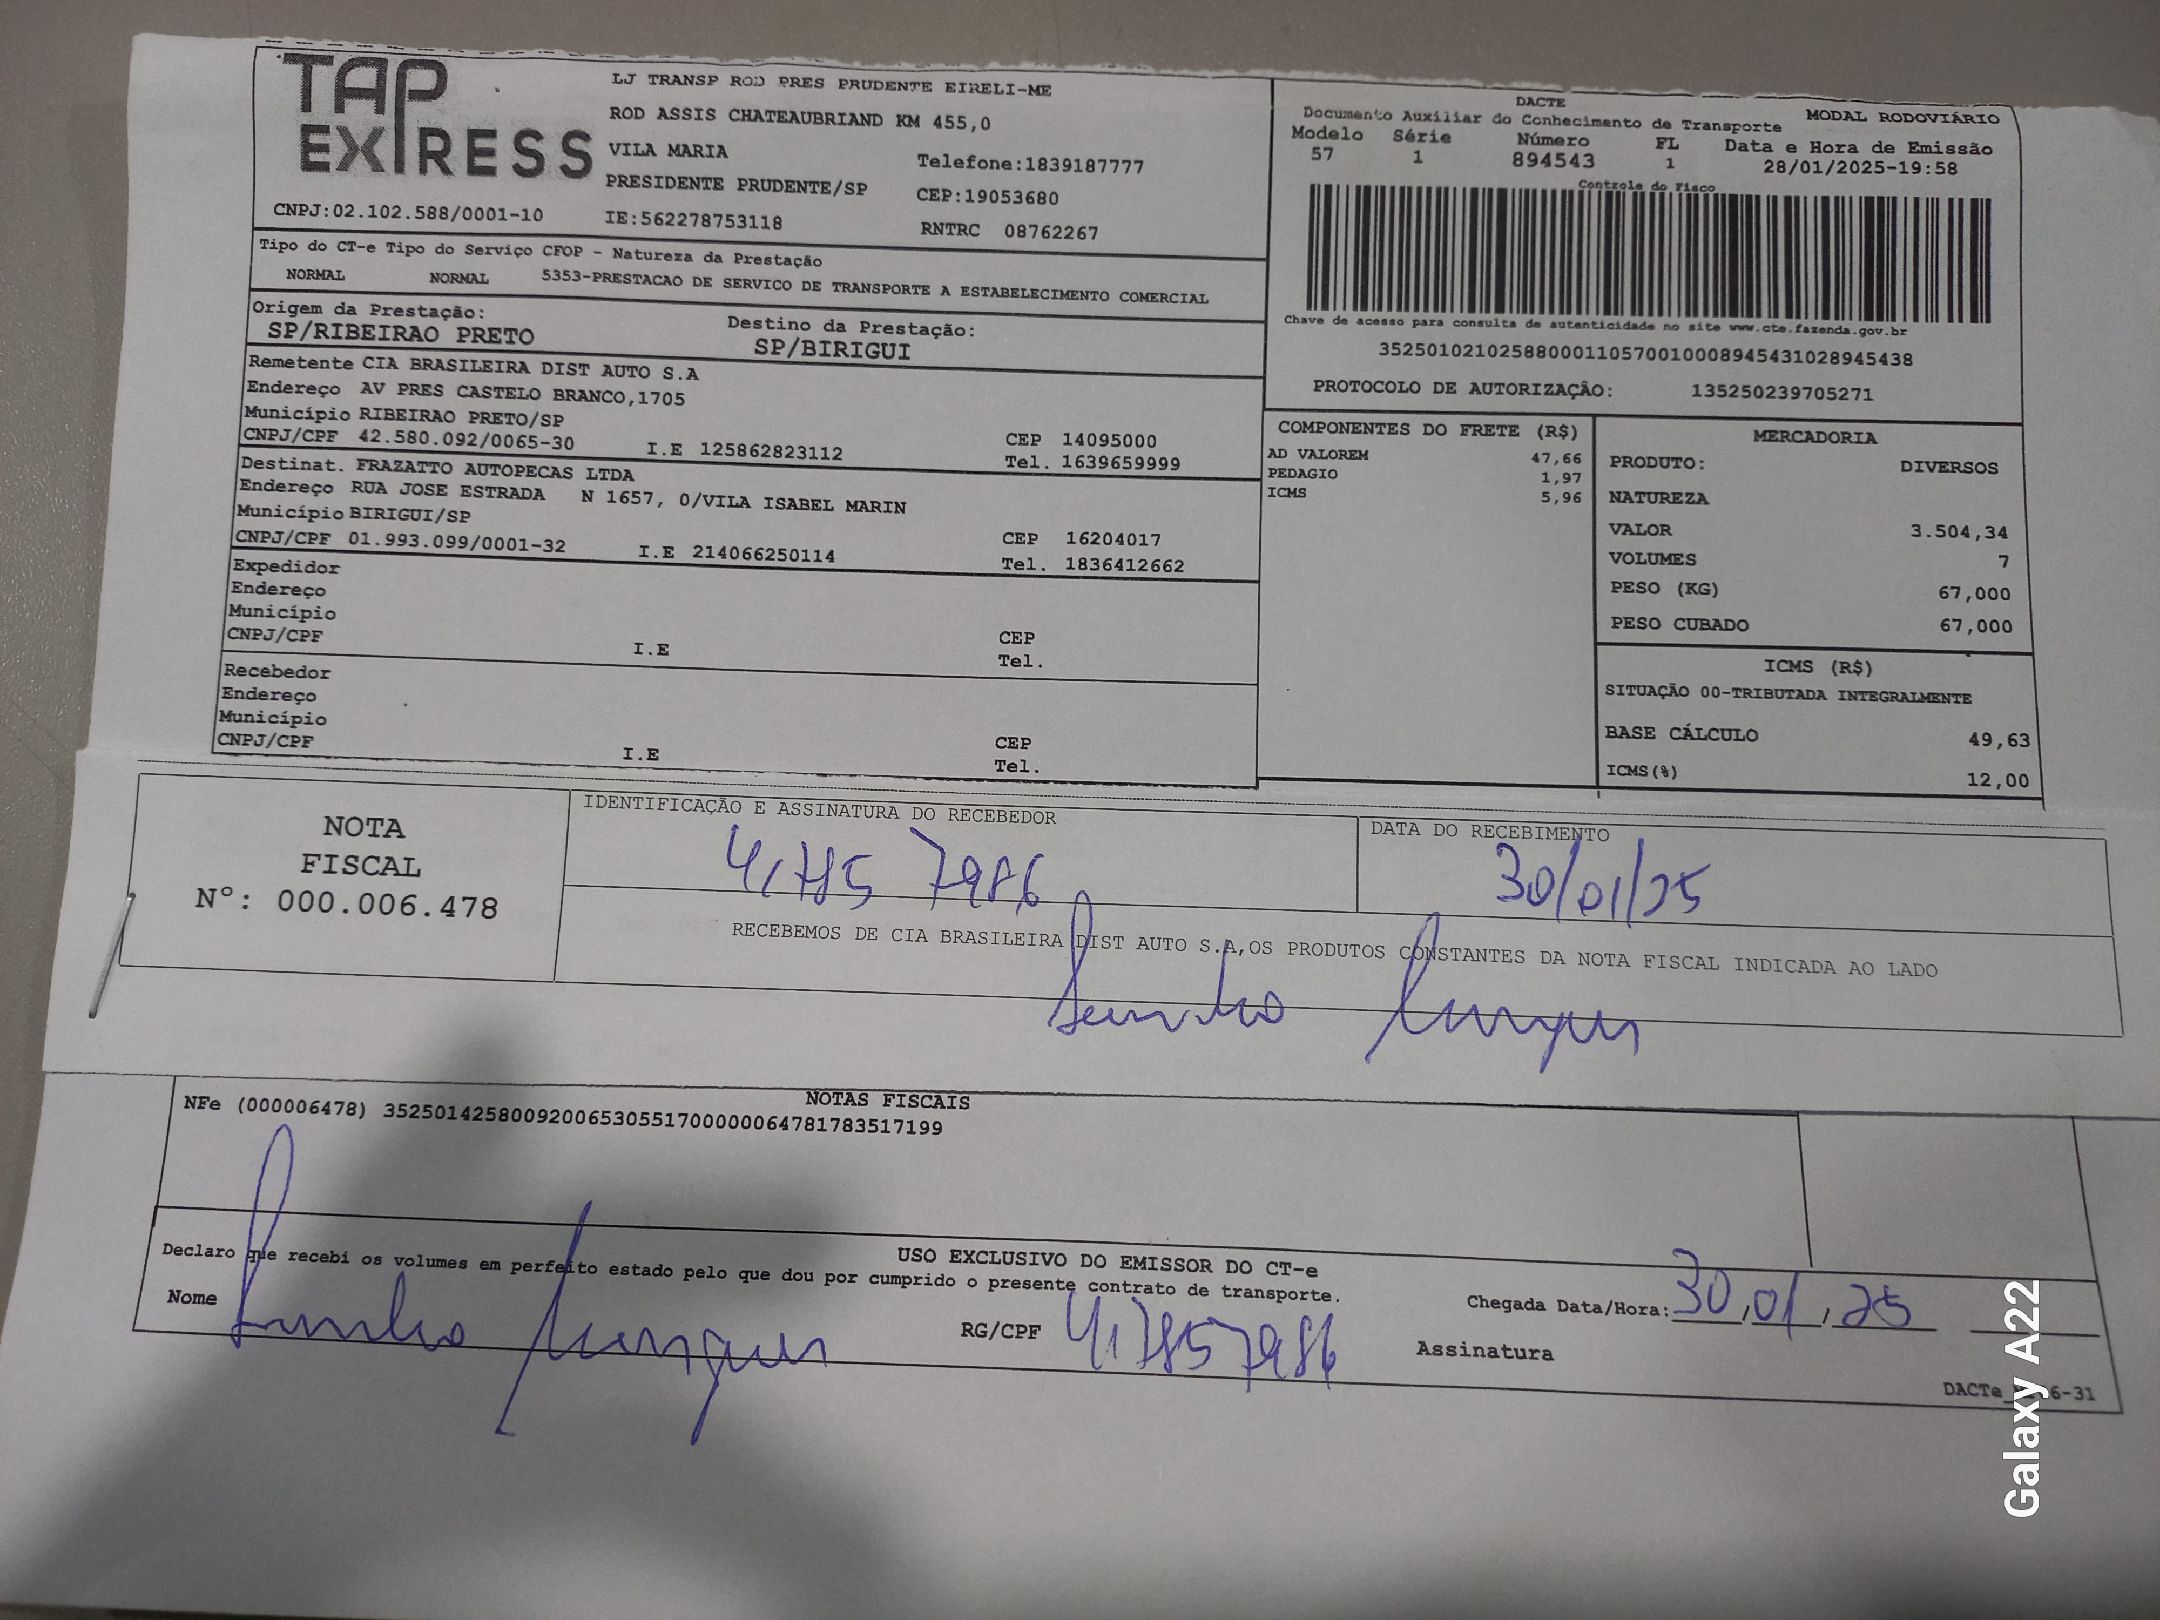 TAP
EXPRESS
LJ TRANSP ROD PRES PRUDENTE EIRELI-ME
ROD ASSIS CHATEAUBRIAND KM 455,0
VILA MARIA
Telefone:1839187777
PRESIDENTE PRUDENTE/SP
CEP:19053680
CNPJ:02.102.588/0001-10
IE:562278753118
RNTRC 08762267
DACTE
Documento Auxiliar do Conhecimento de Transporte
MODAL RODOVIÁRIO
Modelo Série Número FL Data e Hora de Emissão
57 1 894543 1 28/01/2025-19:58
Controle do Fisco
Chave de acesso para consulta de autenticidade no site www.cte.fazenda.gov.br
35250102102588000110570010008945431028945438
PROTOCOLO DE AUTORIZAÇÃO: 135250239705271
Tipo do CT-e Tipo do Serviço CFOP - Natureza da Prestação
NORMAL NORMAL 5353-PRESTACAO DE SERVICO DE TRANSPORTE A ESTABELECIMENTO COMERCIAL
Origem da Prestação:
SP/RIBEIRAO PRETO
Destino da Prestação:
SP/BIRIGUI
Remetente CIA BRASILEIRA DIST AUTO S.A
Endereço AV PRES CASTELO BRANCO,1705
Município RIBEIRAO PRETO/SP
CEP 14095000
CNPJ/CPF 42.580.092/0065-30 I.E 125862823112 Tel. 1639659999
Destinat. FRAZATTO AUTOPECAS LTDA
Endereço RUA JOSE ESTRADA N 1657, 0/VILA ISABEL MARIN
Município BIRIGUI/SP
CEP 16204017
CNPJ/CPF 01.993.099/0001-32 I.E 214066250114 Tel. 1836412662
Expedidor
Endereço
Município
CEP
CNPJ/CPF I.E Tel.
Recebedor
Endereço
Município
CEP
CNPJ/CPF I.E Tel.
COMPONENTES DO FRETE (R$)
AD VALOREM 47,66
PEDAGIO 1,97
ICMS 5,96
MERCADORIA
PRODUTO: DIVERSOS
NATUREZA
VALOR 3.504,34
VOLUMES 7
PESO (KG) 67,000
PESO CUBADO 67,000
ICMS (R$)
SITUAÇÃO 00-TRIBUTADA INTEGRALMENTE
BASE CÁLCULO 49,63
ICMS(%) 12,00
NOTA
FISCAL
Nº: 000.006.478
IDENTIFICAÇÃO E ASSINATURA DO RECEBEDOR
41,785 798,6
DATA DO RECEBIMENTO
30/01/25
RECEBEMOS DE CIA BRASILEIRA DIST AUTO S.A,OS PRODUTOS CONSTANTES DA NOTA FISCAL INDICADA AO LADO
NOTAS FISCAIS
NFe (000006478) 35250142580092006530551700000064781783517199
USO EXCLUSIVO DO EMISSOR DO CT-e
Declaro que recebi os volumes em perfeito estado pelo que dou por cumprido o presente contrato de transporte.
Nome
RG/CPF 417857986
Chegada Data/Hora: 30,01,25
Assinatura
Galaxy A22